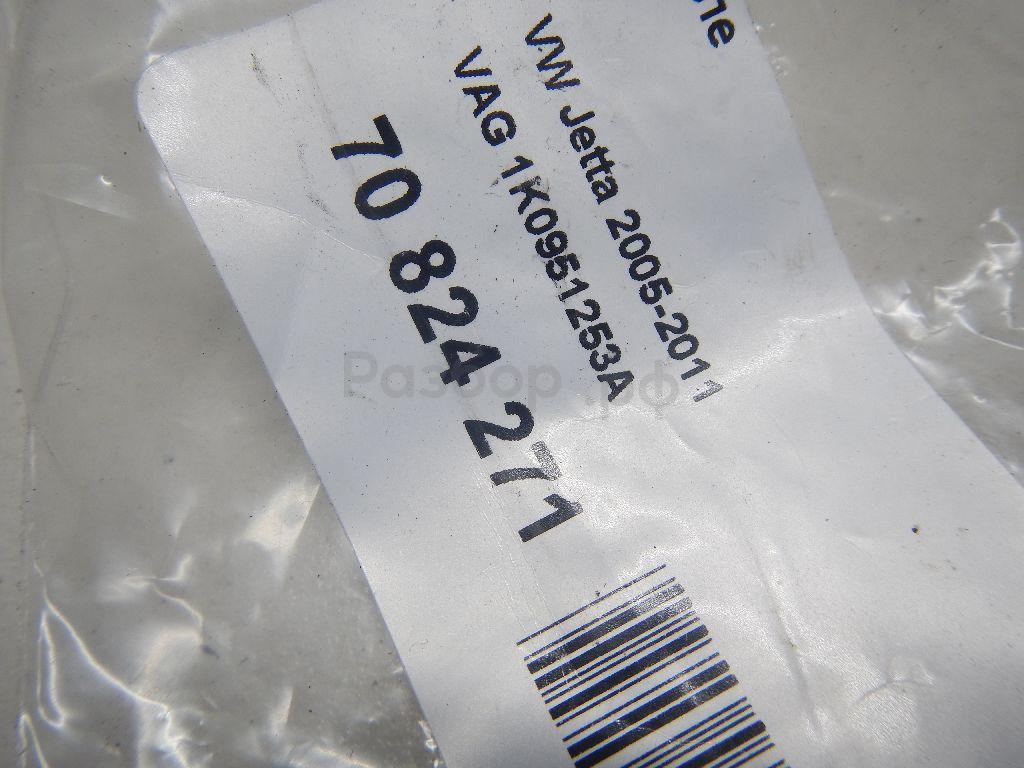 VW Jetta 2005-2011
VAG 1K0951253A
70 824 271
Разбор.рф